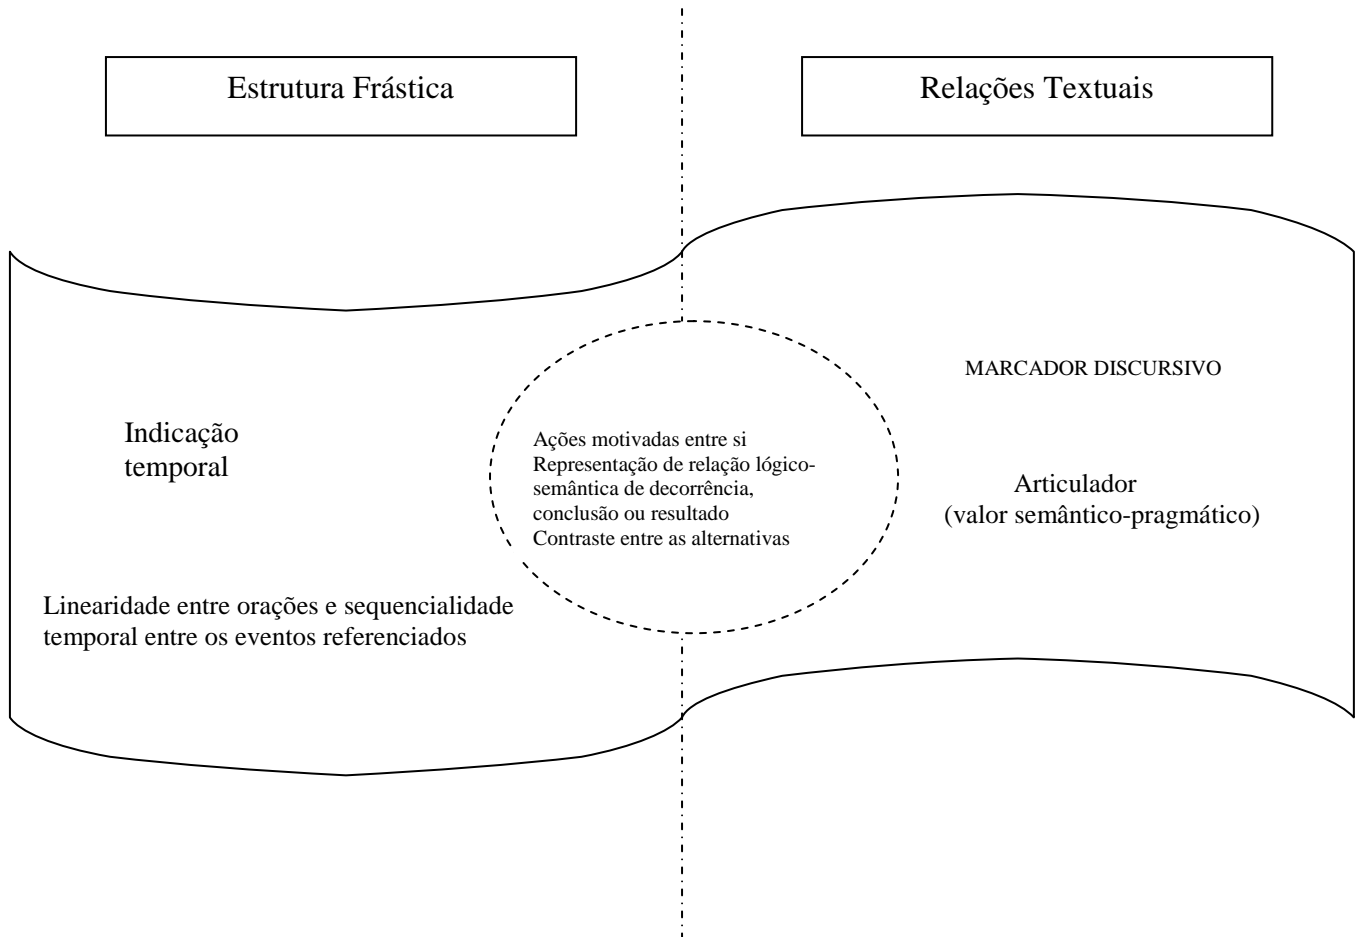 Estrutura Frástica
Relações Textuais
MARCADOR DISCURSIVO
Indicação
temporal
Ações motivadas entre si
Representação de relação lógico-
semântica de decorrência,
conclusão ou resultado
Contraste entre as alternativas
Articulador
(valor semântico-pragmático)
Linearidade entre orações e sequencialidade
temporal entre os eventos referenciados